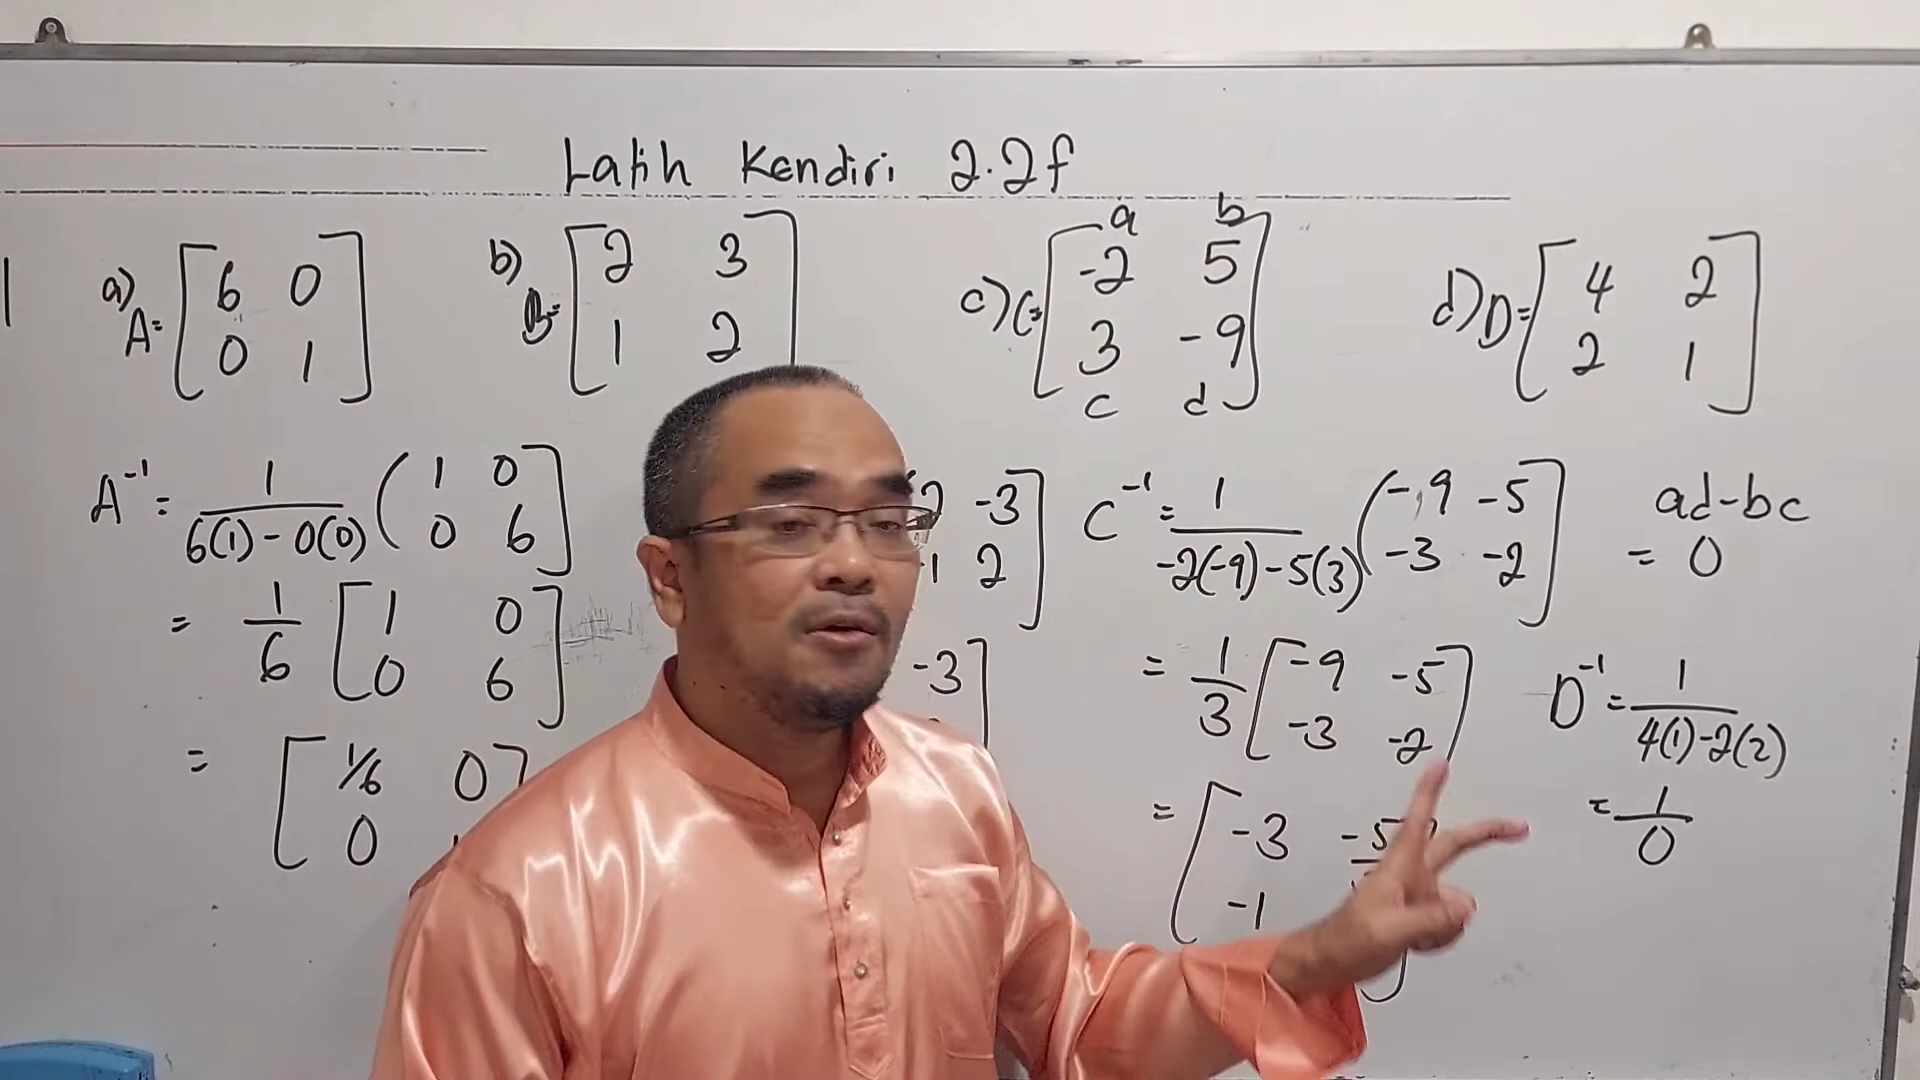 Latih Kendiri 2.2f
1
a) A = [6 0
0 1]
b) B = [2 3
1 2]
a b
c) C = [-2 5
3 -9]
c d
d) D = [4 2
2 1]
A⁻¹ = 1/(6(1) - 0(0)) (1 0
0 6]
= 1/6 [1 0
0 6]
= [1/6 0
0
2 -3
-1 2]
-3]
C⁻¹ = 1/(-2(-9) - 5(3)) (-9 -5
-3 -2]
= 1/3 [-9 -5
-3 -2]
= [-3 -5
-1
ad - bc
= 0
D⁻¹ = 1/(4(1) - 2(2))
= 1/0